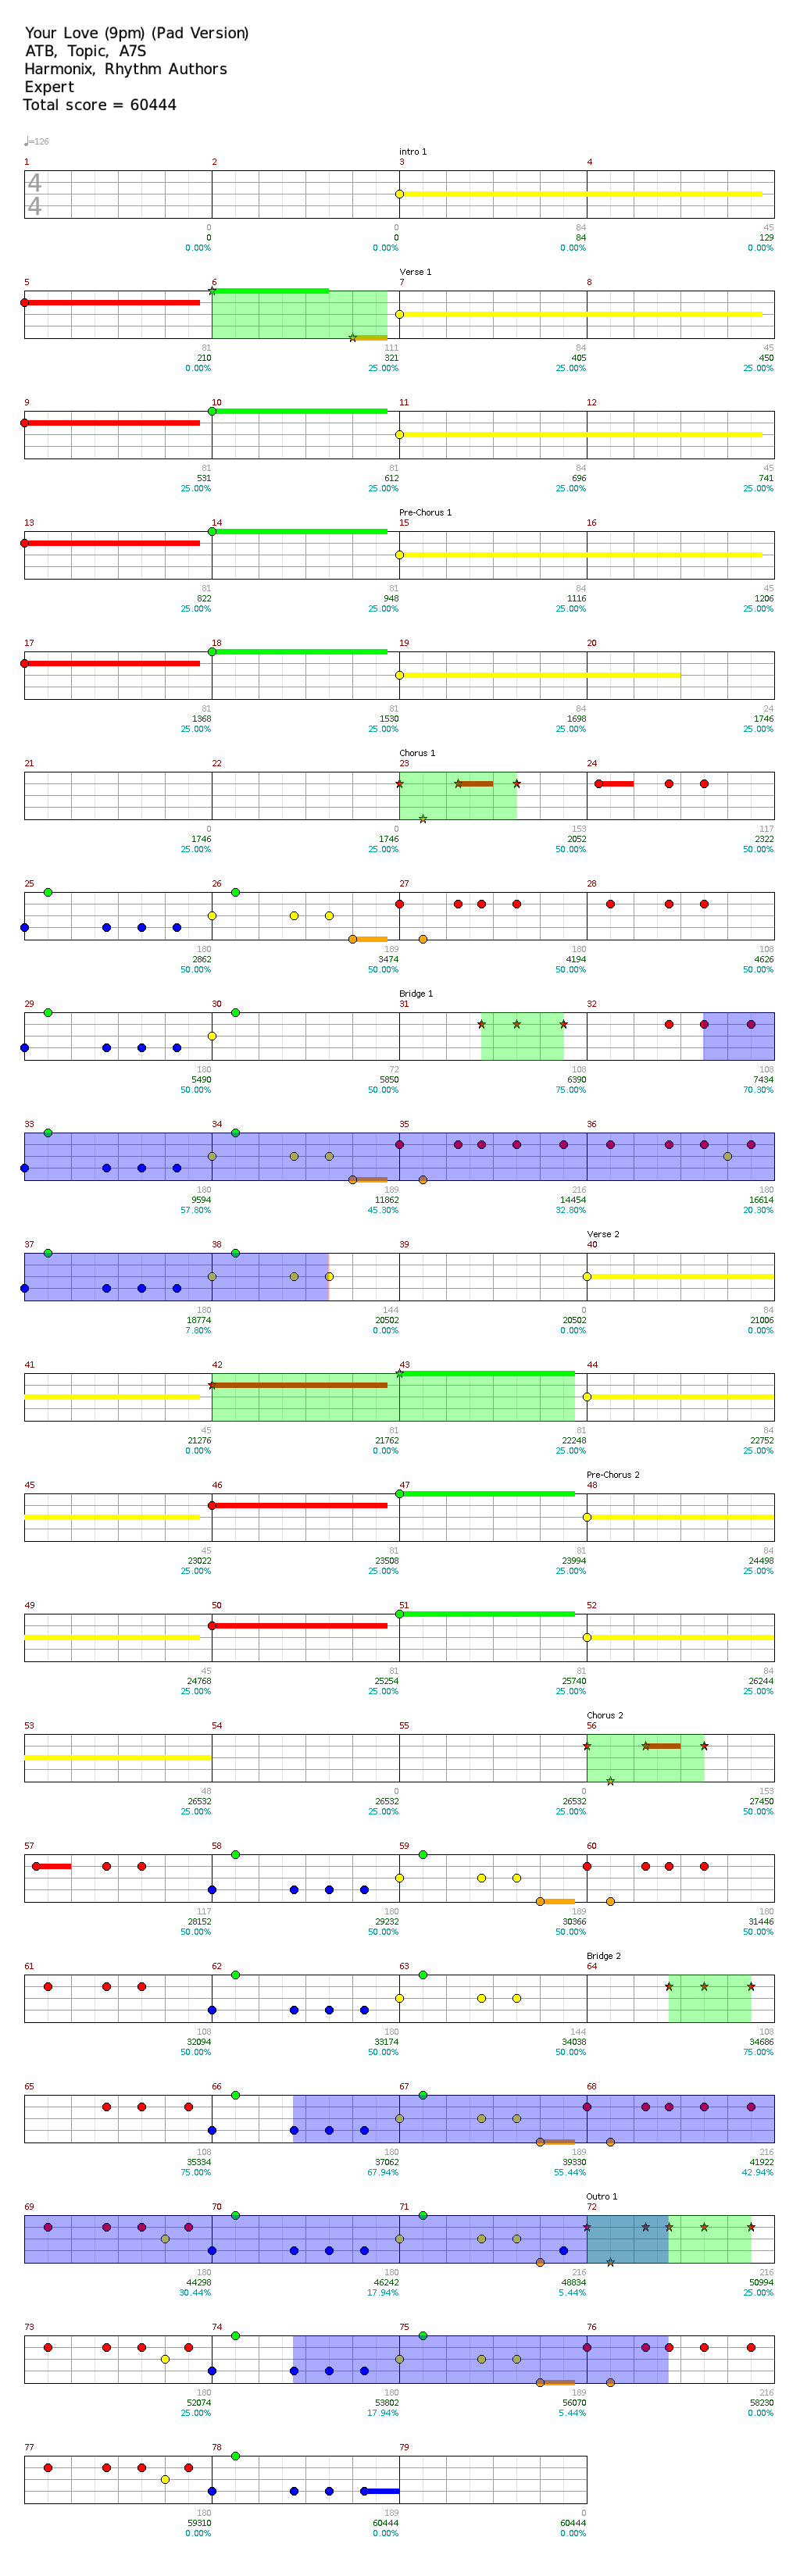 Your Love (9pm) (Pad Version)
ATB, Topic, A7S
Harmonix, Rhythm Authors
Expert
Total score = 60444
♩=126
intro 1
1 2 3 4
4
4
0 84 45
0 0 84 129
0.00% 0.00% 0.00% 0.00%
Verse 1
5 6 7 8
81 111 84 45
210 321 405 450
0.00% 25.00% 25.00% 25.00%
9 10 11 12
81 81 84 45
531 612 696 741
25.00% 25.00% 25.00% 25.00%
Pre-Chorus 1
13 14 15 16
81 81 84 45
822 948 1116 1206
25.00% 25.00% 25.00% 25.00%
17 18 19 20
81 81 84 24
1368 1530 1698 1746
25.00% 25.00% 25.00% 25.00%
Chorus 1
21 22 23 24
0 0 153 117
1746 1746 2052 2322
25.00% 25.00% 50.00% 50.00%
25 26 27 28
180 189 180 108
2862 3474 4194 4626
50.00% 50.00% 50.00% 50.00%
Bridge 1
29 30 31 32
180 72 108 108
5490 5850 6390 7434
50.00% 50.00% 75.00% 70.30%
33 34 35 36
180 189 216 180
9594 11862 14454 16614
57.80% 45.30% 32.80% 20.30%
Verse 2
37 38 39 40
180 144 0 84
18774 20502 20502 21006
7.80% 0.00% 0.00% 0.00%
41 42 43 44
45 81 81 84
21276 21762 22248 22752
0.00% 0.00% 25.00% 25.00%
Pre-Chorus 2
45 46 47 48
45 81 81 84
23022 23508 23994 24498
25.00% 25.00% 25.00% 25.00%
49 50 51 52
45 81 81 84
24768 25254 25740 26244
25.00% 25.00% 25.00% 25.00%
Chorus 2
53 54 55 56
48 0 0 153
26532 26532 26532 27450
25.00% 25.00% 25.00% 50.00%
57 58 59 60
117 180 189 180
28152 29232 30366 31446
50.00% 50.00% 50.00% 50.00%
Bridge 2
61 62 63 64
108 180 144 108
32094 33174 34038 34686
50.00% 50.00% 50.00% 75.00%
65 66 67 68
108 180 189 216
35334 37062 39330 41922
75.00% 67.94% 55.44% 42.94%
Outro 1
69 70 71 72
180 180 216 216
44298 46242 48834 50994
30.44% 17.94% 5.44% 25.00%
73 74 75 76
180 180 189 216
52074 53802 56070 58230
25.00% 17.94% 5.44% 0.00%
77 78 79
180 189 0
59310 60444 60444
0.00% 0.00% 0.00%